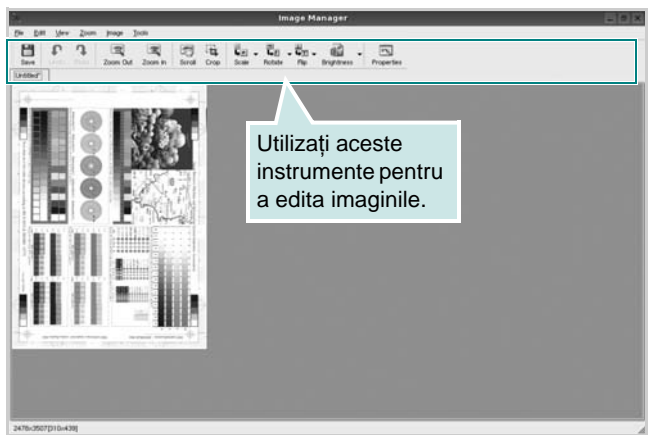 Image Manager
File Edit View Zoom Image Tools
Save Undo Redo Zoom Out Zoom In Scroll Crop Scale Rotate Flip Brightness Properties
Untitled*
Utilizați aceste
instrumente pentru
a edita imaginile.
2476x3507[310x439]